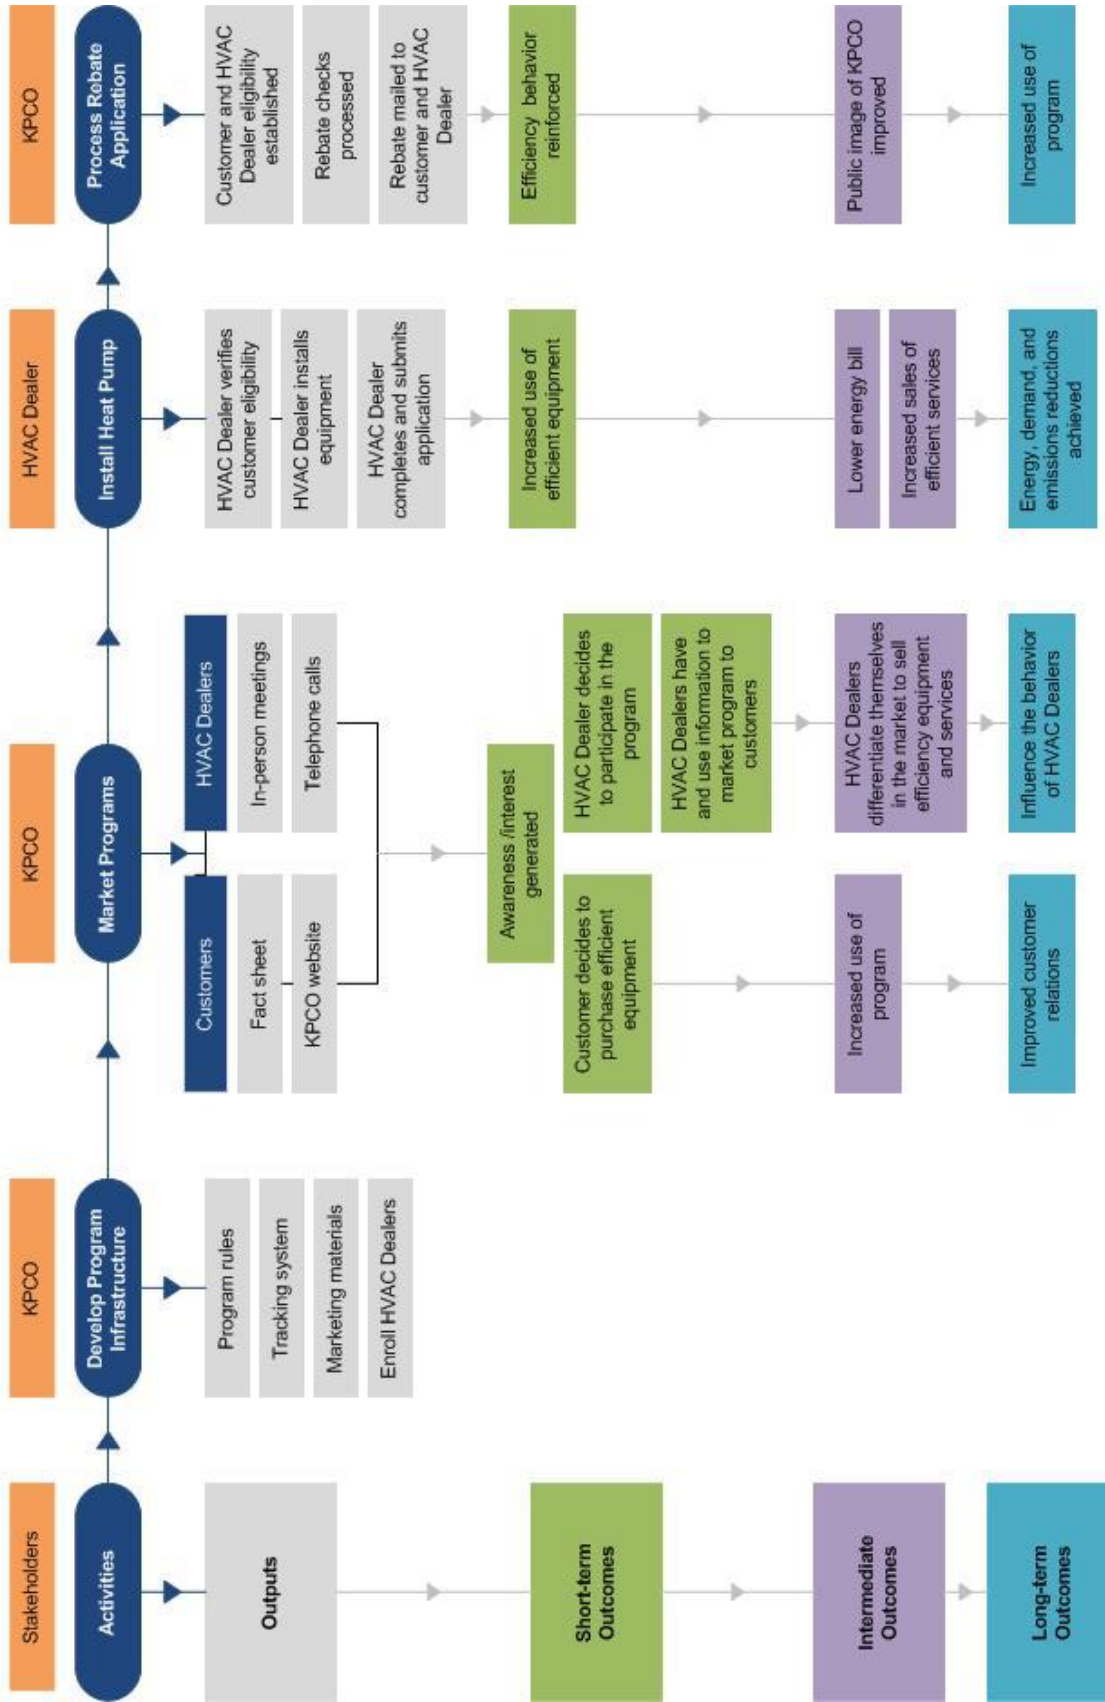 Stakeholders
KPCO
KPCO
HVAC Dealer
KPCO
Activities
Develop Program
Infrastructure
Market Programs
Install Heat Pump
Process Rebate
Application
Outputs
Program rules
Tracking system
Marketing materials
Enroll HVAC Dealers
Customers
HVAC Dealers
Fact sheet
In-person meetings
KPCO website
Telephone calls
HVAC Dealer verifies
customer eligibility
HVAC Dealer installs
equipment
HVAC Dealer
completes and submits
application
Customer and HVAC
Dealer eligibility
established
Rebate checks
processed
Rebate mailed to
customer and HVAC
Dealer
Short-term
Outcomes
Awareness /interest
generated
Customer decides to
purchase efficient
equipment
HVAC Dealer decides
to participate in the
program
HVAC Dealers have
and use information to
market program to
customers
Increased use of
efficient equipment
Efficiency behavior
reinforced
Intermediate
Outcomes
Increased use of
program
HVAC Dealers
differentiate themselves
in the market to sell
efficiency equipment
and services
Lower energy bill
Increased sales of
efficient services
Public image of KPCO
improved
Long-term
Outcomes
Improved customer
relations
Influence the behavior
of HVAC Dealers
Energy, demand, and
emissions reductions
achieved
Increased use of
program